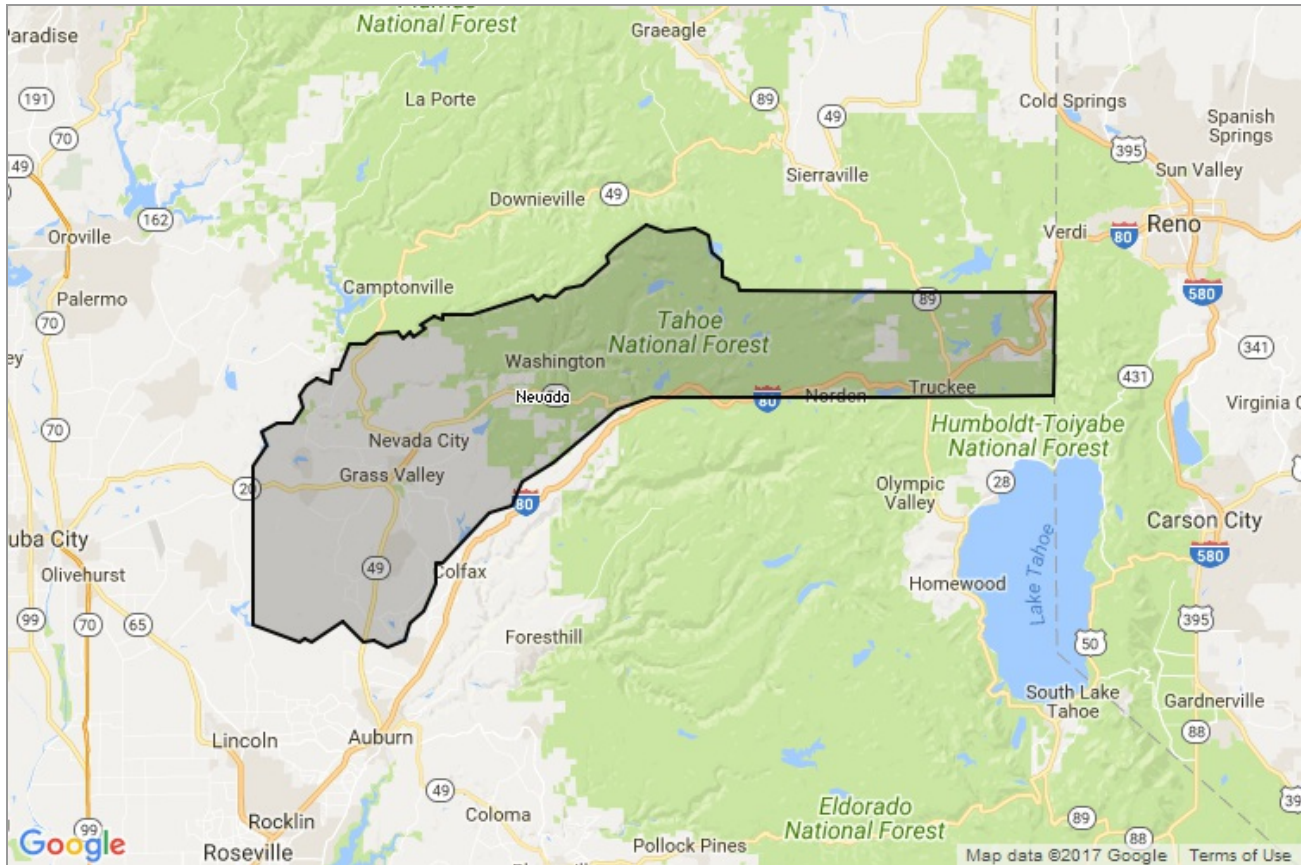 National Forest
Graeagle
Paradise
191
70
La Porte
89
49
Cold Springs
Spanish
Springs
395
Sun Valley
149
Sierraville
Downieville
49
162
Oroville
Verdi
80
Reno
Palermo
Camptonville
89
580
70
Tahoe
National Forest
Washington
341
431
Nevada
80
Norden
Truckee
Virginia C
70
Nevada City
Humboldt-Toiyabe
National Forest
Grass Valley
20
80
Olympic
Valley
28
Carson City
uba City
580
Olivehurst
49
Colfax
Homewood
Lake Tahoe
99
70
65
Foresthill
50
395
South Lake
Tahoe
Gardnerville
88
Lincoln
Auburn
49
Coloma
Eldorado
National Forest
Rocklin
99
89
88
Google
Roseville
Pollock Pines
Map data ©2017 Google
Terms of Use